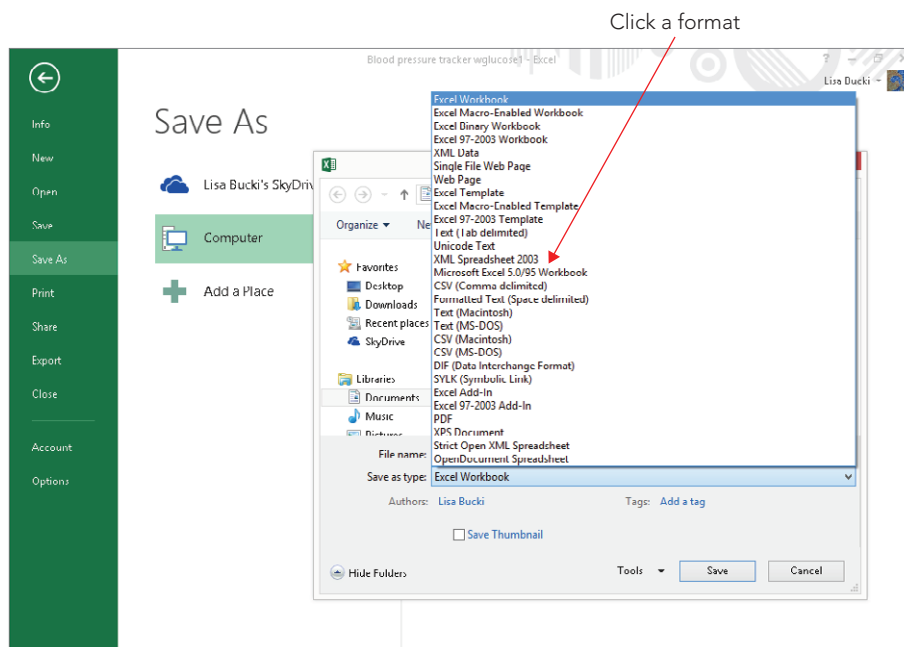 Click a format
Blood pressure tracker wglucose1 - Excel
?
Lisa Bucki
Info
New
Open
Save
Save As
Print
Share
Export
Close
Account
Options
Save As
Lisa Bucki's SkyDriv
Computer
Add a Place
Organize
Ne
Favorites
Desktop
Downloads
Recent places
SkyDrive
Libraries
Documents
Music
Pictures
Excel Workbook
Excel Macro-Enabled Workbook
Excel Binary Workbook
Excel 97-2003 Workbook
XML Data
Single File Web Page
Web Page
Excel Template
Excel Macro-Enabled Template
Excel 97-2003 Template
Text (Tab delimited)
Unicode Text
XML Spreadsheet 2003
Microsoft Excel 5.0/95 Workbook
CSV (Comma delimited)
Formatted Text (Space delimited)
Text (Macintosh)
Text (MS-DOS)
CSV (Macintosh)
CSV (MS-DOS)
DIF (Data Interchange Format)
SYLK (Symbolic Link)
Excel Add-In
Excel 97-2003 Add-In
PDF
XPS Document
Strict Open XML Spreadsheet
OpenDocument Spreadsheet
File name:
Save as type: Excel Workbook
Authors: Lisa Bucki Tags: Add a tag
Save Thumbnail
Hide Folders Tools Save Cancel